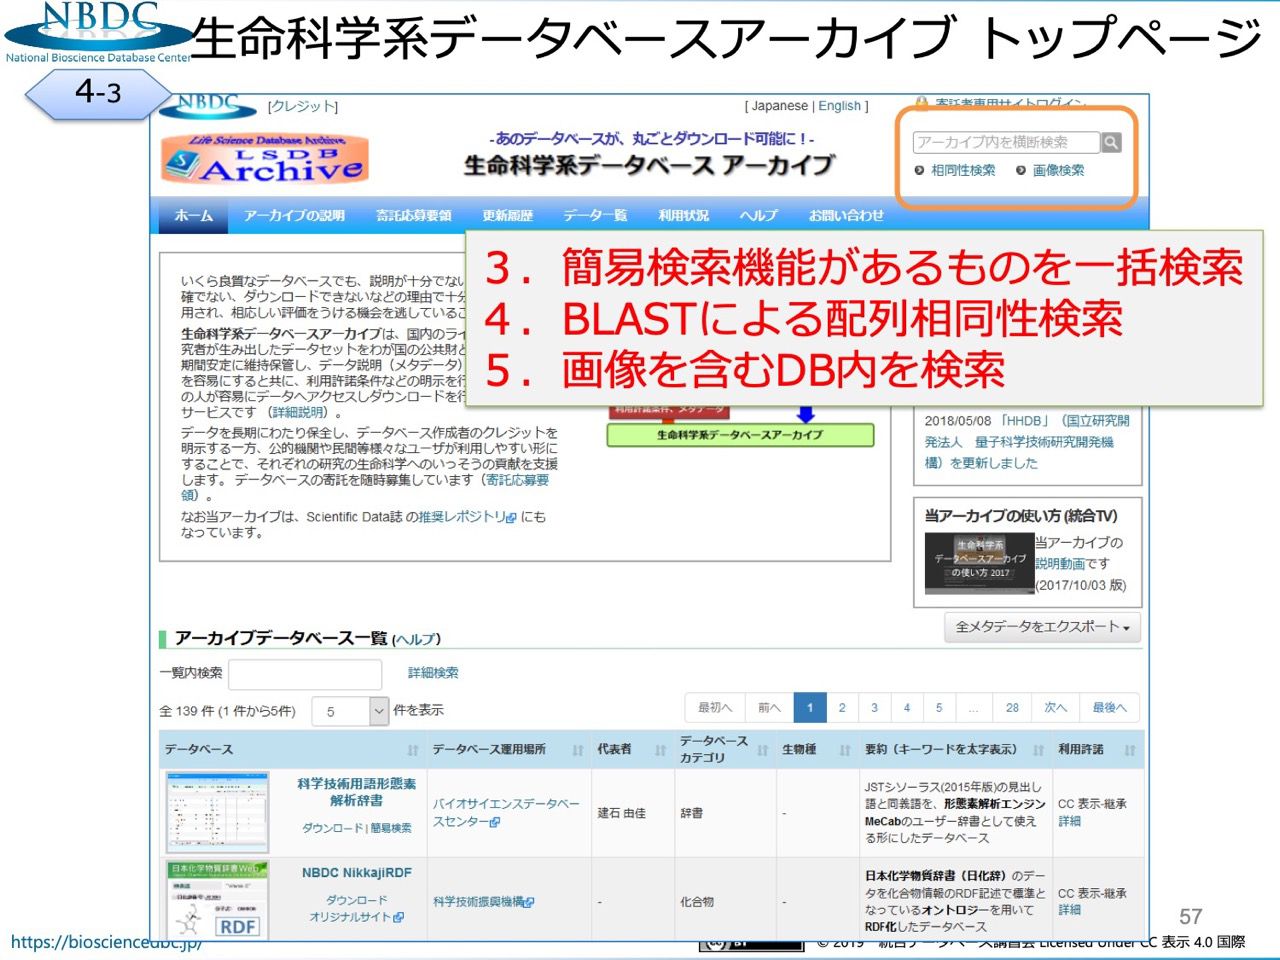 NBDC
National Bioscience Database Center
生命科学系データベースアーカイブ トップページ
4-3
NBDC
[クレジット]
[ Japanese | English ]
寄託者専用サイトログイン
Life Science Database Archive
LSDB
Archive
-あのデータベースが、丸ごとダウンロード可能に！-
生命科学系データベース アーカイブ
アーカイブ内を横断検索
相同性検索 画像検索
ホーム アーカイブの説明 寄託応募要領 更新履歴 データ一覧 利用状況 ヘルプ お問い合わせ
３．簡易検索機能があるものを一括検索
４．BLASTによる配列相同性検索
５．画像を含むDB内を検索
いくら良質なデータベースでも、説明が十分でない
確でない、ダウンロードできないなどの理由で十分
用され、相応しい評価をうける機会を逃しているこ
生命科学系データベースアーカイブは、国内のライ
究者が生み出したデータセットをわが国の公共財と
期間安定に維持保管し、データ説明（メタデータ）
を容易にすると共に、利用許諾条件などの明示を行
の人が容易にデータへアクセスしダウンロードを行
サービスです（詳細説明）。
データを長期にわたり保全し、データベース作成者のクレジットを
明示する一方、公的機関や民間等様々なユーザが利用しやすい形に
することで、それぞれの研究の生命科学へのいっそうの貢献を支援
します。 データベースの寄託を随時募集しています（寄託応募要
領）。
なお当アーカイブは、Scientific Data誌 の推奨レポジトリ にも
なっています。
利用許諾条件、メタデータ
生命科学系データベースアーカイブ
2018/05/08 「HHDB」（国立研究開
発法人 量子科学技術研究開発機
構）を更新しました
当アーカイブの使い方 (統合TV)
生命科学系
データベースアーカイブ
の使い方 2017
当アーカイブの
説明動画です
(2017/10/03 版)
アーカイブデータベース一覧 (ヘルプ)
全メタデータをエクスポート
一覧内検索 詳細検索
全 139 件 (1 件から5件) 5 件を表示
最初へ 前へ 1 2 3 4 5 ... 28 次へ 最後へ
データベース データベース運用場所 代表者 データベース
カテゴリ 生物種 要約（キーワードを太字表示） 利用許諾
科学技術用語形態素
解析辞書
ダウンロード | 簡易検索
バイオサイエンスデータベー
スセンター
建石 由佳
辞書
-
JSTシソーラス(2015年版)の見出し
語と同義語を、形態素解析エンジン
MeCabのユーザー辞書として使え
る形にしたデータベース
CC 表示-継承
詳細
日本化学物質辞書Web
RDF
NBDC NikkajiRDF
ダウンロード
オリジナルサイト
科学技術振興機構
-
化合物
-
日本化学物質辞書（日化辞）のデー
タを化合物情報のRDF記述で標準と
なっているオントロジーを用いて
RDF化したデータベース
CC 表示-継承
詳細
57
https://biosciencedbc.jp/
© 2019 統合データベース講習会 Licensed Under CC 表示 4.0 国際